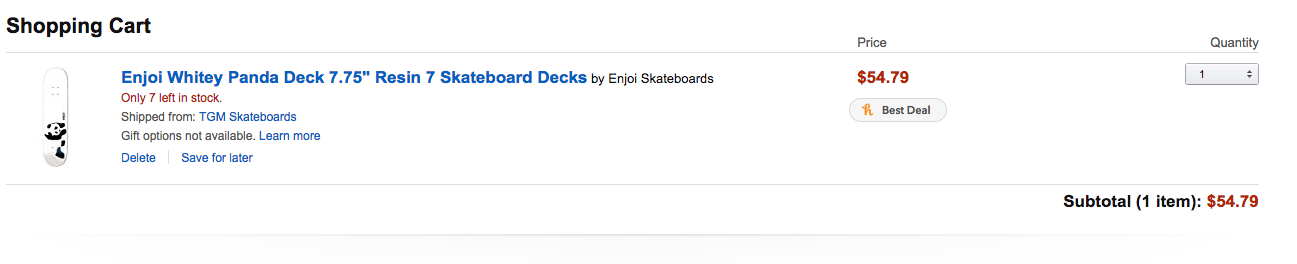 Shopping Cart
Price
Quantity
Enjoi Whitey Panda Deck 7.75" Resin 7 Skateboard Decks by Enjoi Skateboards
$54.79
1
Only 7 left in stock.
Best Deal
Shipped from: TGM Skateboards
Gift options not available. Learn more
Delete
Save for later
Subtotal (1 item): $54.79